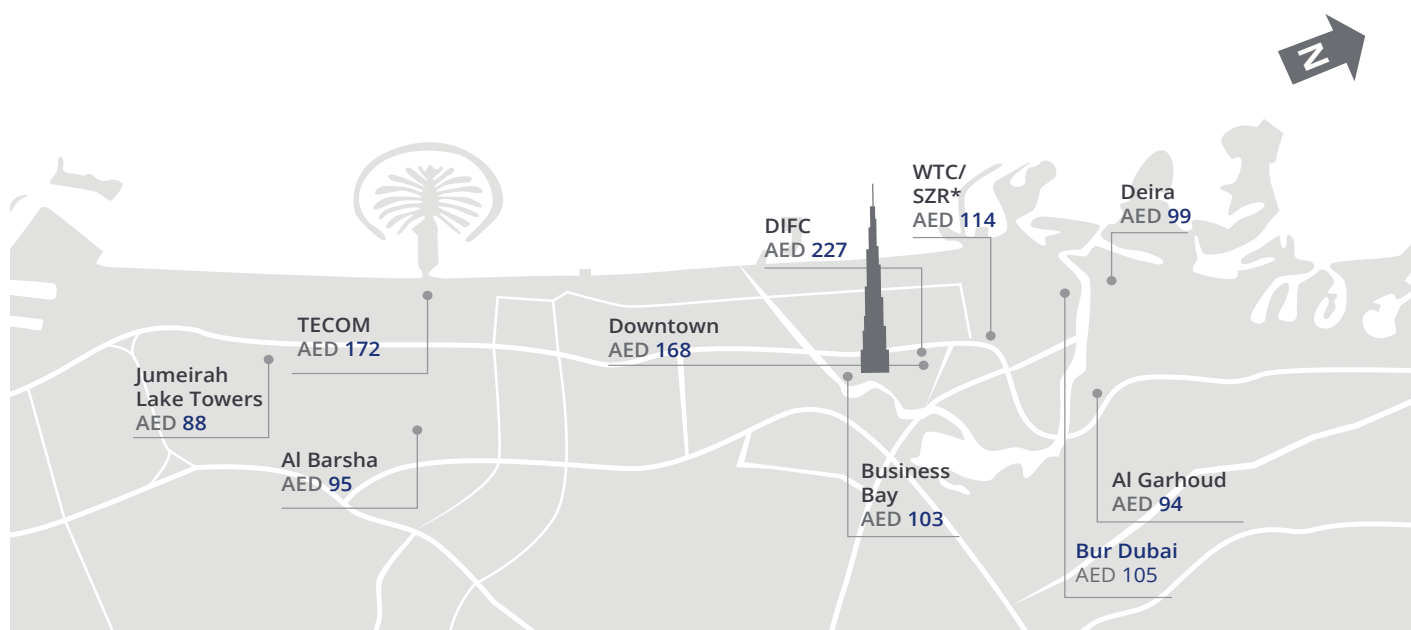 N
WTC/
SZR*
AED 114
Deira
AED 99
DIFC
AED 227
TECOM
AED 172
Downtown
AED 168
Jumeirah
Lake Towers
AED 88
Al Barsha
AED 95
Business
Bay
AED 103
Al Garhoud
AED 94
Bur Dubai
AED 105